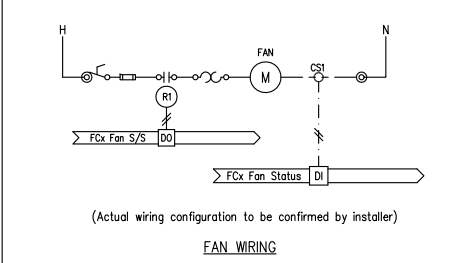 H
N
FAN
M
CS1
R1
FCx Fan S/S
DO
FCx Fan Status
DI
(Actual wiring configuration to be confirmed by installer)
FAN WIRING